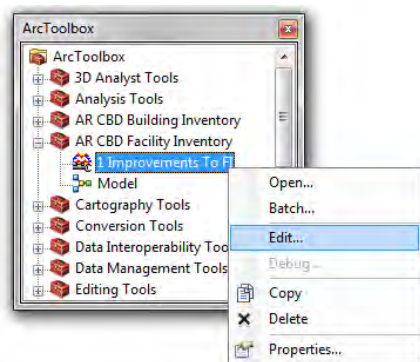 ArcToolbox
ArcToolbox
3D Analyst Tools
Analysis Tools
AR CBD Building Inventory
AR CBD Facility Inventory
1 Improvements To FI
Model
Cartography Tools
Conversion Tools
Data Interoperability Too
Data Management Tools
Editing Tools
Open...
Batch...
Edit...
Debug...
Copy
Delete
Properties...